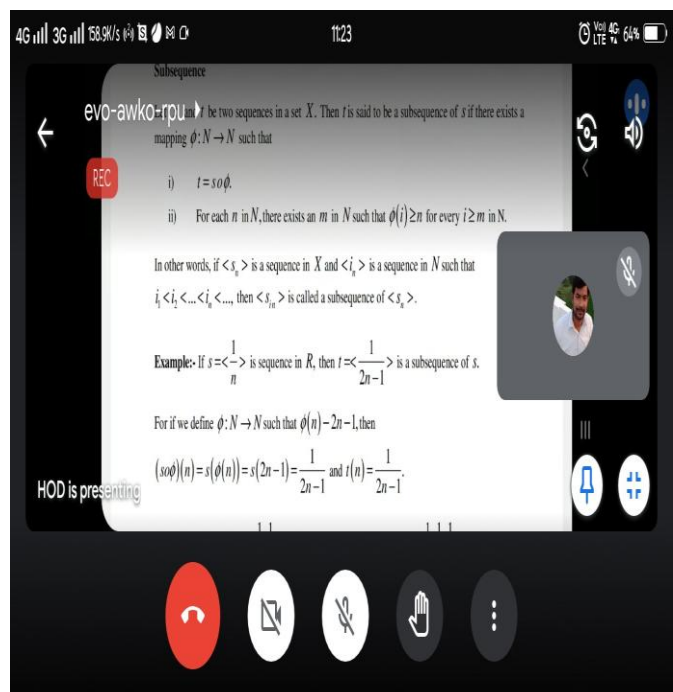 4G 3G 158.9K/s 11:23 VoD LTE 4G 64%
Subsequence
evo-awko-rpu
t be two sequences in a set X. Then t is said to be a subsequence of s if there exists a
mapping ϕ:N→N such that
REC
i) t=soϕ.
ii) For each n in N, there exists an m in N such that ϕ(i)≥n for every i≥m in N.
In other words, if <s_n> is a sequence in X and <i_n> is a sequence in N such that
i_1<i_2<...<i_n<..., then <s_{in}> is called a subsequence of <s_n>.
Example:- If s=<1/n> is sequence in R, then t=<1/(2n-1)> is a subsequence of s.
For if we define ϕ:N→N such that ϕ(n)-2n-1, then
(soϕ)(n)=s(ϕ(n))=s(2n-1)=1/(2n-1) and t(n)=1/(2n-1).
HOD is presenting